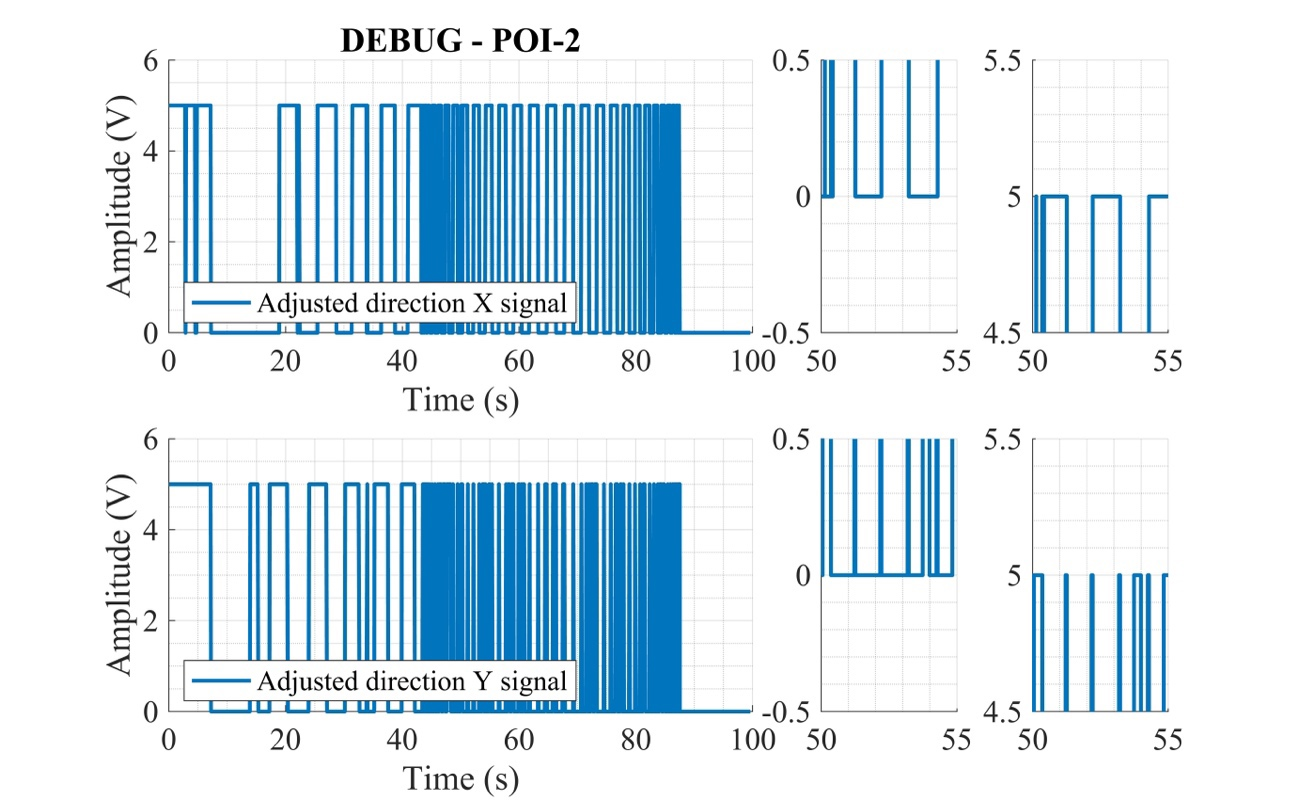 DEBUG - POI-2
6
4
2
0
Amplitude (V)
Adjusted direction X signal
0 20 40 60 80 100
Time (s)
0.5
0
-0.5
50 55
5.5
5
4.5
50 55
6
4
2
0
Amplitude (V)
Adjusted direction Y signal
0 20 40 60 80 100
Time (s)
0.5
0
-0.5
50 55
5.5
5
4.5
50 55